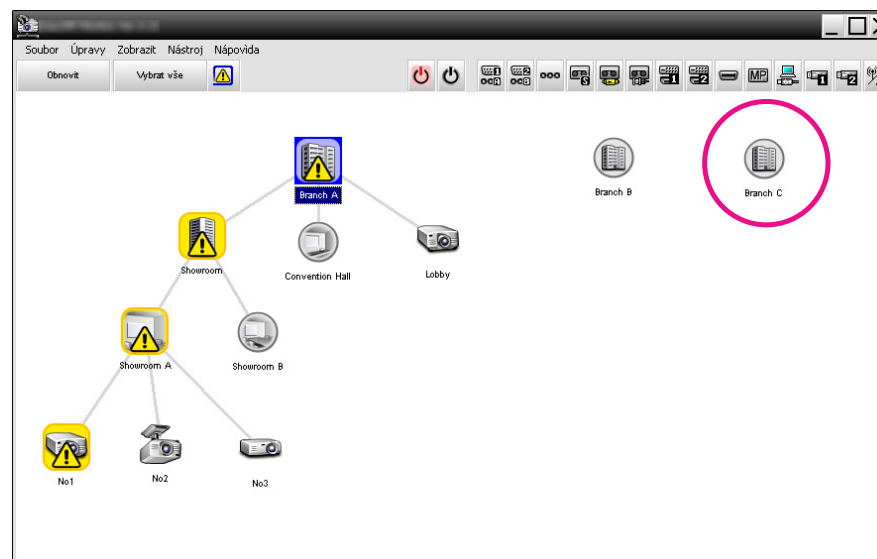 Soubor Úpravy Zobrazit Nástroj Nápovìda
Obnovit Vybrat vše
MP
Branch A
Branch B
Branch C
Showroom
Convention Hall
Lobby
Showroom A
Showroom B
No1
No2
No3